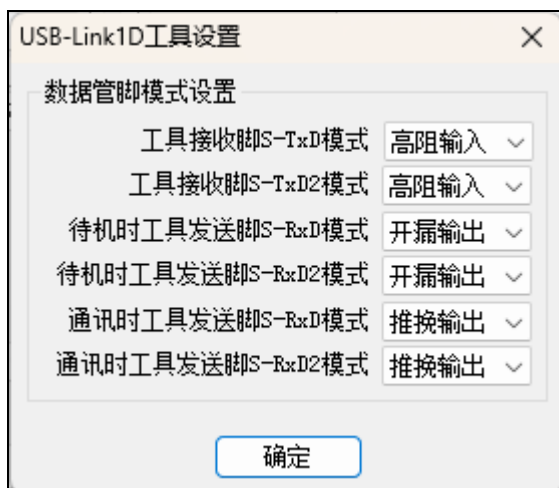 USB-Link1D工具设置
数据管脚模式设置
工具接收脚S-TxD模式 高阻输入
工具接收脚S-TxD2模式 高阻输入
待机时工具发送脚S-RxD模式 开漏输出
待机时工具发送脚S-RxD2模式 开漏输出
通讯时工具发送脚S-RxD模式 推挽输出
通讯时工具发送脚S-RxD2模式 推挽输出
确定